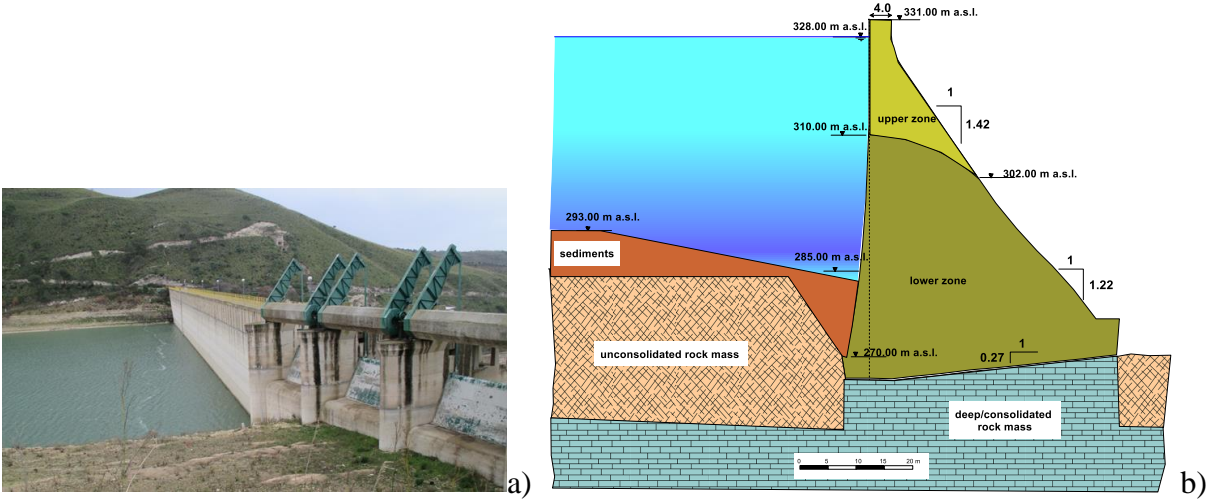 4.0
331.00 m a.s.l.
328.00 m a.s.l.
1
1.42
upper zone
310.00 m a.s.l.
302.00 m a.s.l.
293.00 m a.s.l.
sediments
285.00 m a.s.l.
1
1.22
lower zone
unconsolidated rock mass
270.00 m a.s.l.
1
0.27
deep/consolidated
rock mass
0 5 10 15 20 m
a)
b)